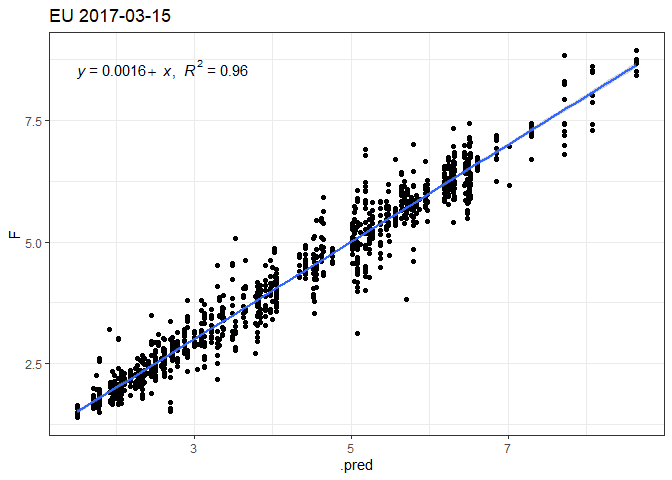 EU 2017-03-15
y = 0.0016 + x, R² = 0.96
7.5
5.0
2.5
F
3 5 7
.pred